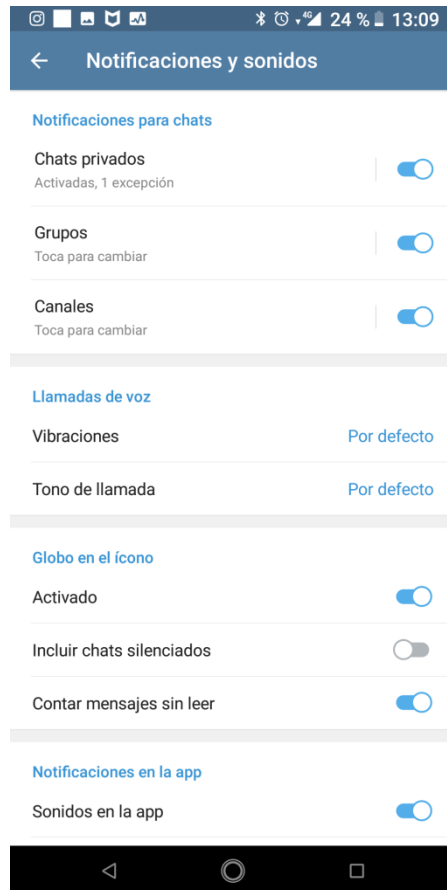 4G 24 % 13:09
Notificaciones y sonidos
Notificaciones para chats
Chats privados
Activadas, 1 excepción
Grupos
Toca para cambiar
Canales
Toca para cambiar
Llamadas de voz
Vibraciones Por defecto
Tono de llamada Por defecto
Globo en el ícono
Activado
Incluir chats silenciados
Contar mensajes sin leer
Notificaciones en la app
Sonidos en la app